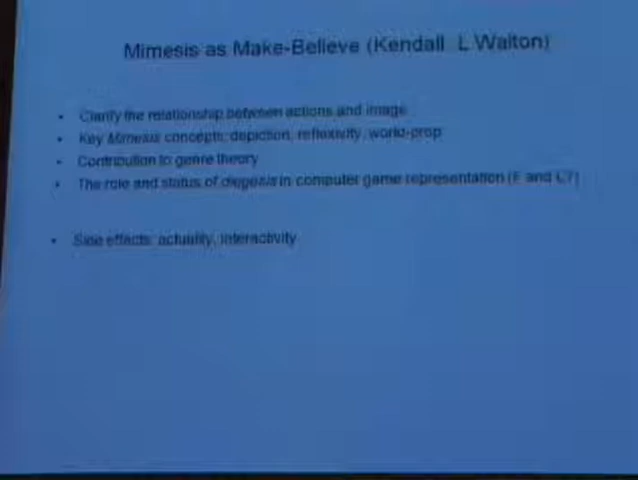 Mimesis as Make-Believe (Kendall L Walton)
• Clarify the relationship between actions and image
• Key Mimesis concepts: depiction, reflexivity, world-prop
• Contribution to genre theory
• The role and status of diegesis in computer game representation (E and
• Side effects: actuality, interactivity